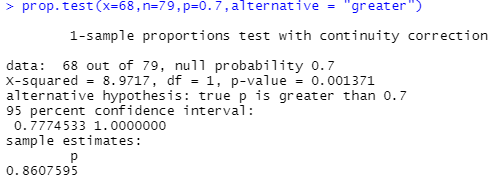 > prop.test(x=68,n=79,p=0.7,alternative = "greater")
1-sample proportions test with continuity correction
data:  68 out of 79, null probability 0.7
X-squared = 8.9717, df = 1, p-value = 0.001371
alternative hypothesis: true p is greater than 0.7
95 percent confidence interval:
 0.7774533 1.0000000
sample estimates:
        p
0.8607595